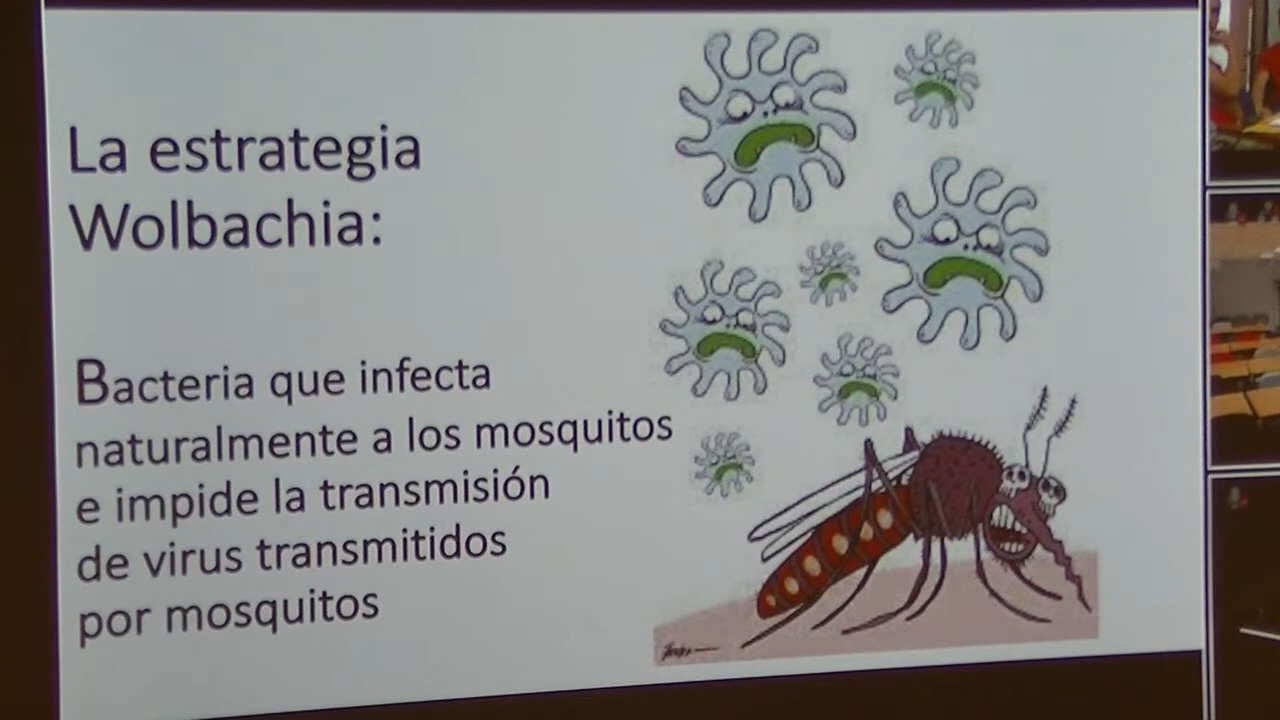 La estrategia
Wolbachia:
Bacteria que infecta
naturalmente a los mosquitos
e impide la transmisión
de virus transmitidos
por mosquitos